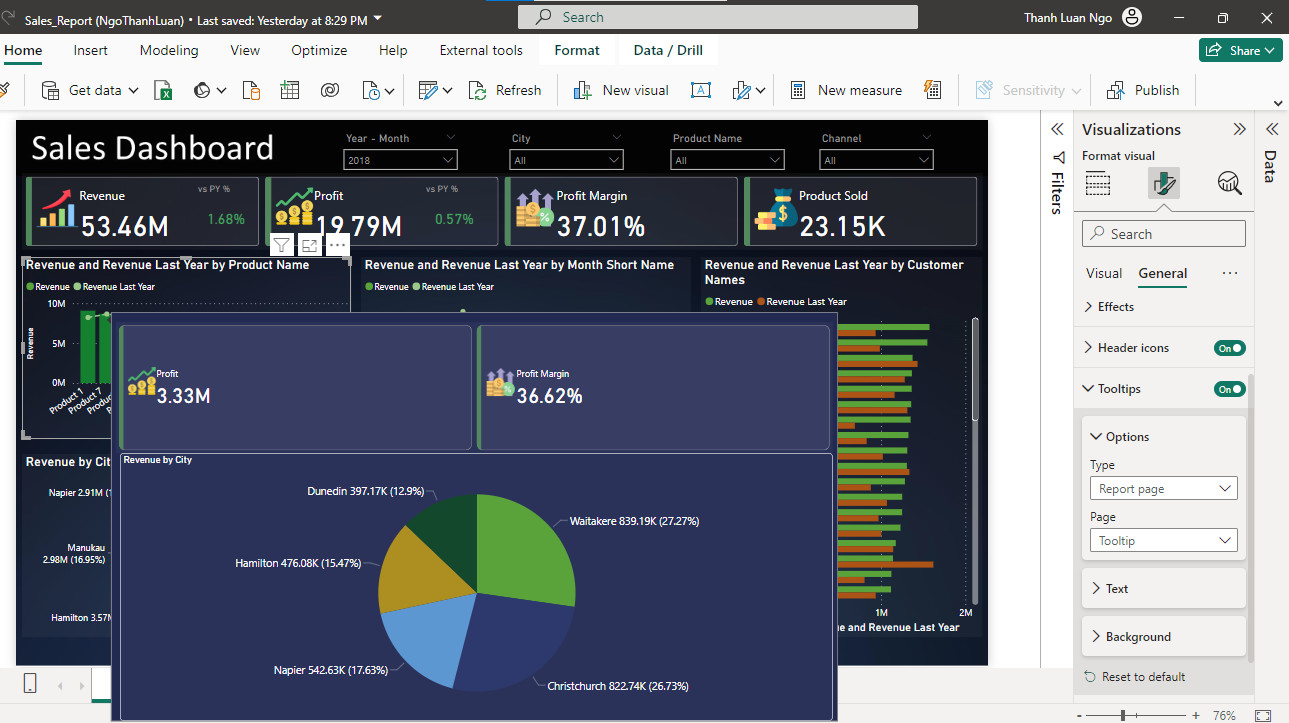 Sales_Report (NgoThanhLuan) • Last saved: Yesterday at 8:29 PM
Search
Thanh Luan Ngo
Home
Insert
Modeling
View
Optimize
Help
External tools
Format
Data / Drill
Share
Get data
Refresh
New visual
New measure
Sensitivity
Publish
Sales Dashboard
Year - Month
2018
City
All
Product Name
All
Channel
All
Revenue
vs PY %
53.46M
1.68%
Profit
vs PY %
19.79M
0.57%
Profit Margin
37.01%
Product Sold
23.15K
Revenue and Revenue Last Year by Product Name
Revenue
Revenue Last Year
10M
5M
0M
Revenue
Product 1
Product 7
Revenue and Revenue Last Year by Month Short Name
Revenue
Revenue Last Year
Revenue and Revenue Last Year by Customer
Names
Revenue
Revenue Last Year
1M
2M
ue and Revenue Last Year
Revenue by Cit
Napier 2.91M (1
Manukau
2.98M (16.95%)
Hamilton 3.57M
Profit
3.33M
Profit Margin
36.62%
Revenue by City
Dunedin 397.17K (12.9%)
Waitakere 839.19K (27.27%)
Hamilton 476.08K (15.47%)
Napier 542.63K (17.63%)
Christchurch 822.74K (26.73%)
Filters
Visualizations
Format visual
Search
Visual
General
Effects
Header icons
On
Tooltips
On
Options
Type
Report page
Page
Tooltip
Text
Background
Reset to default
Data
76%